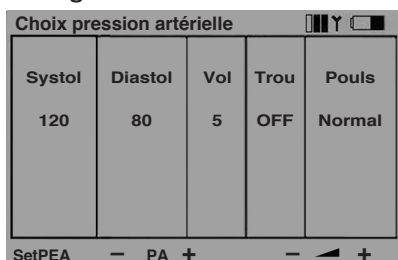 Choix pression artérielle
Systol Diastol Vol Trou Pouls
120 80 5 OFF Normal
SetPEA − PA + − +